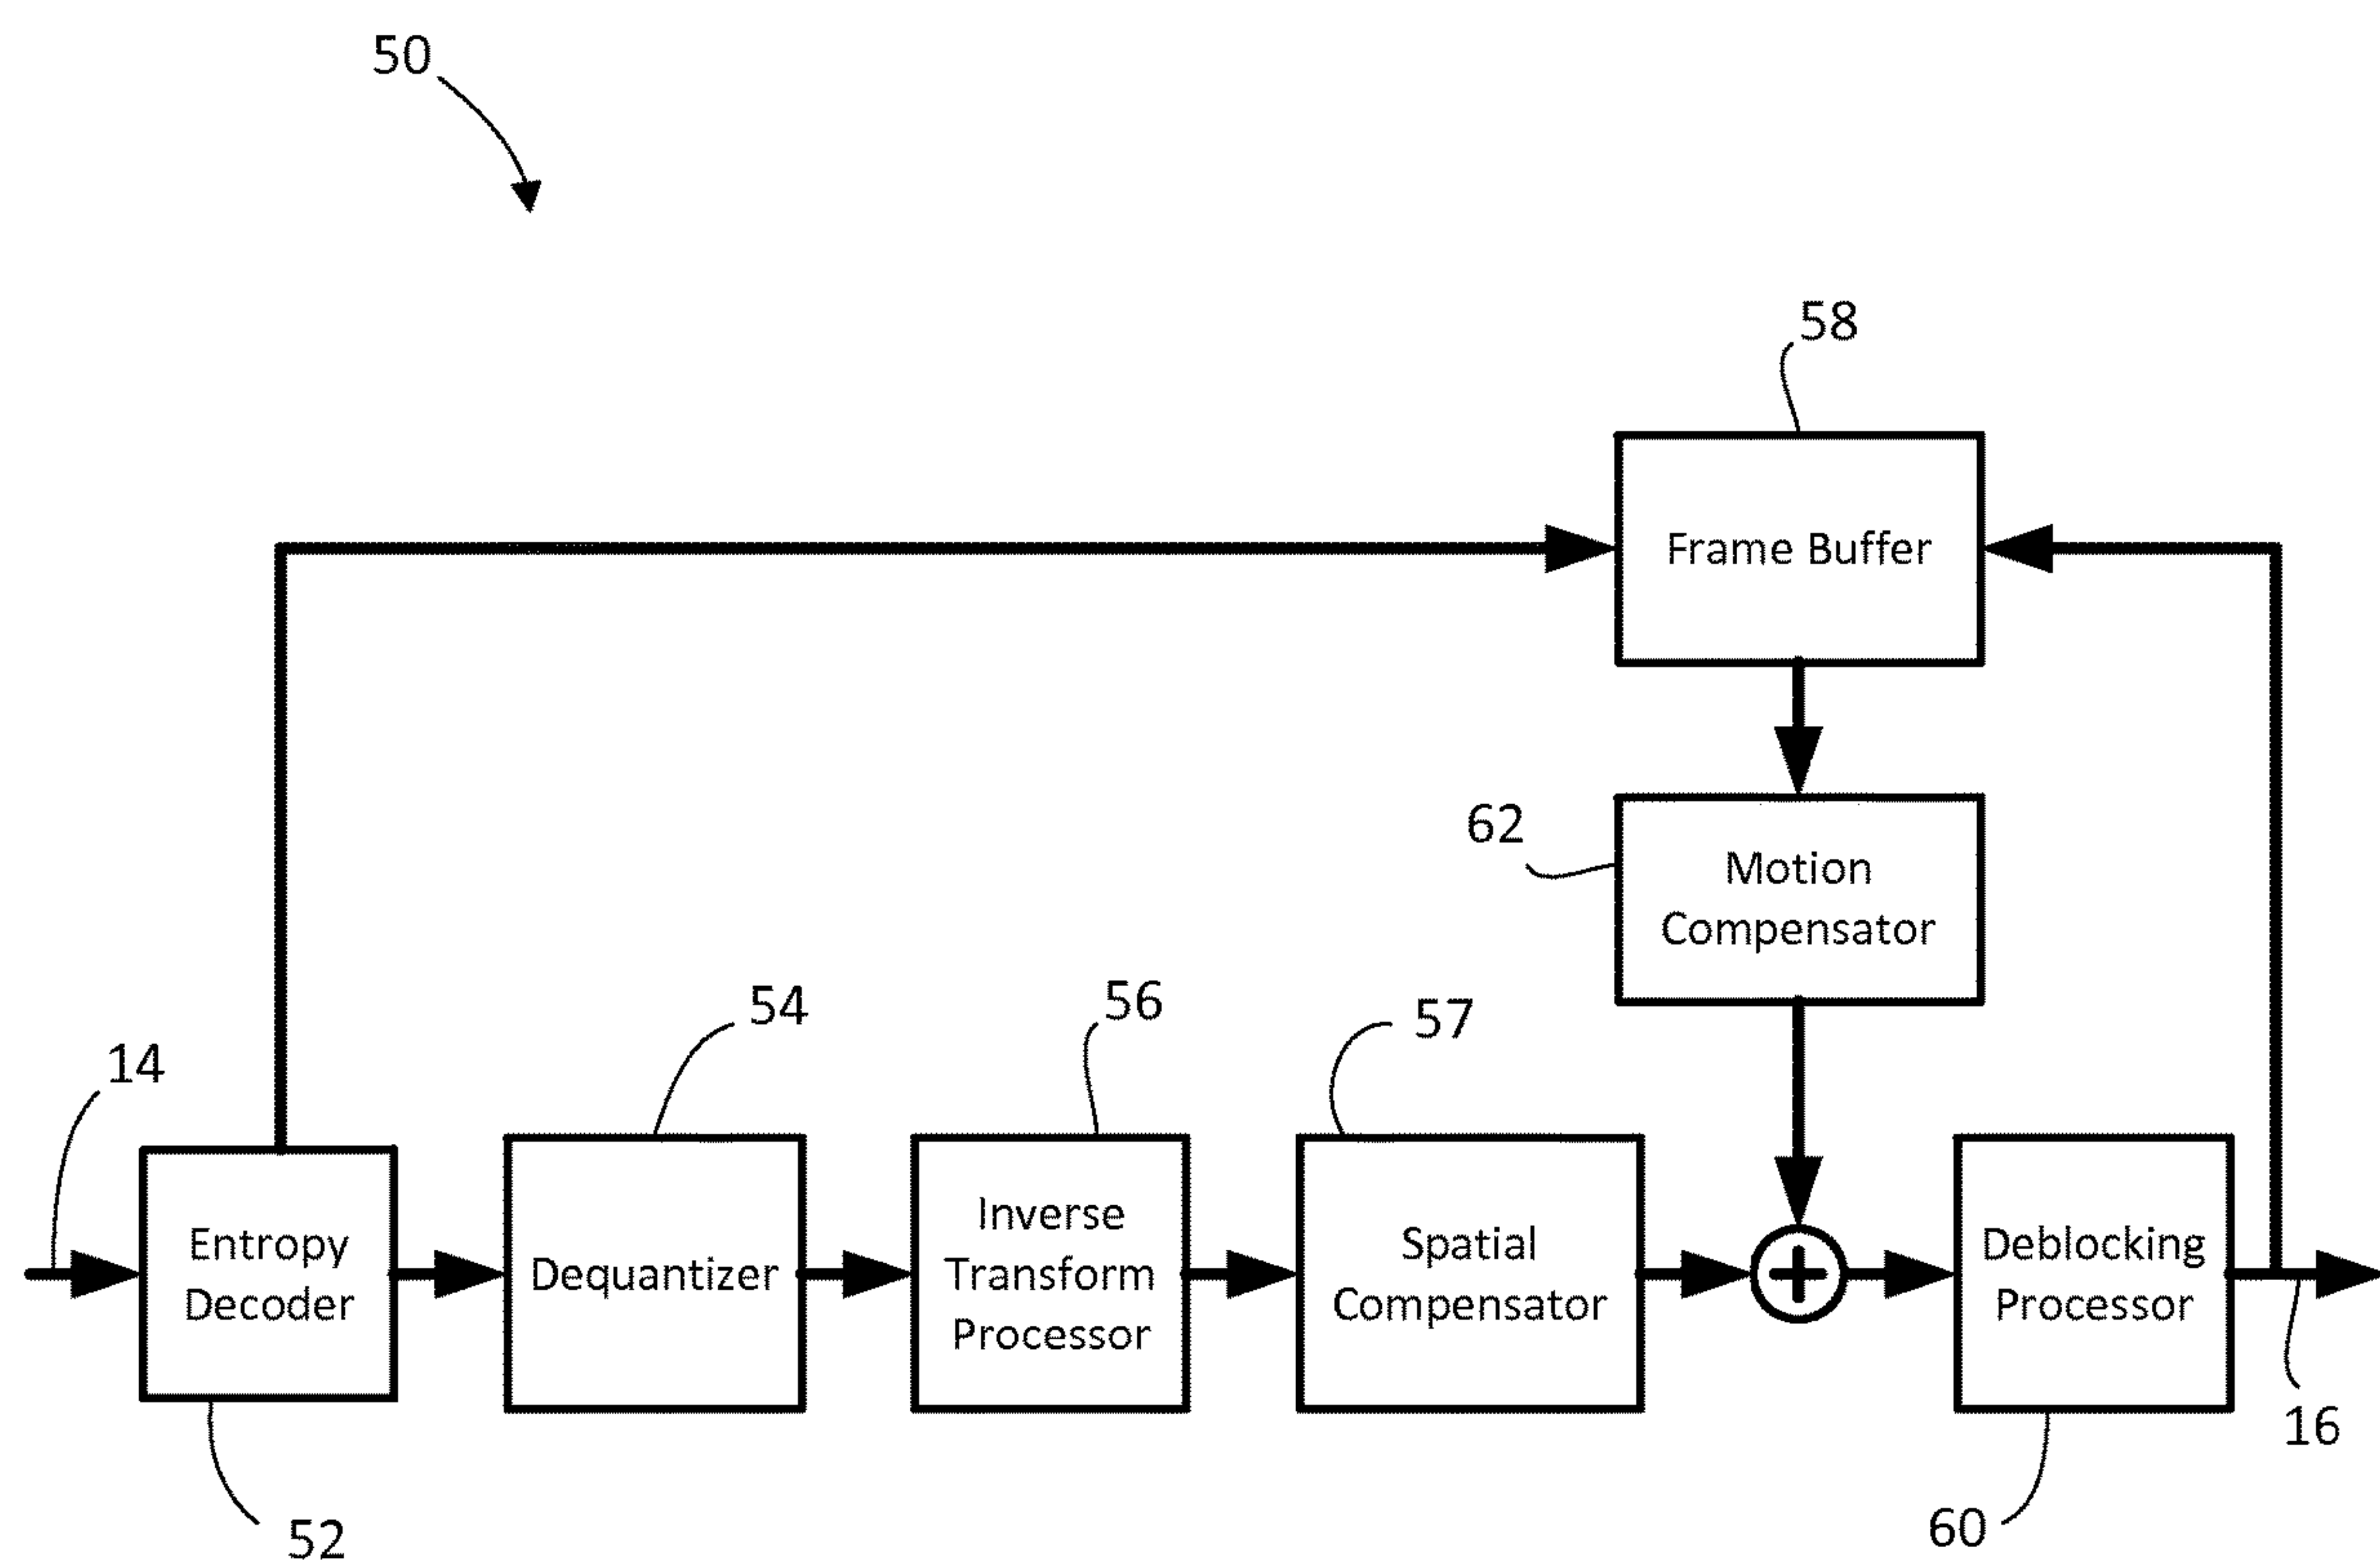 50
58
Frame Buffer
62
Motion
Compensator
54
56
57
14
Entropy
Decoder
Dequantizer
Inverse
Transform
Processor
Spatial
Compensator
Deblocking
Processor
16
52
60